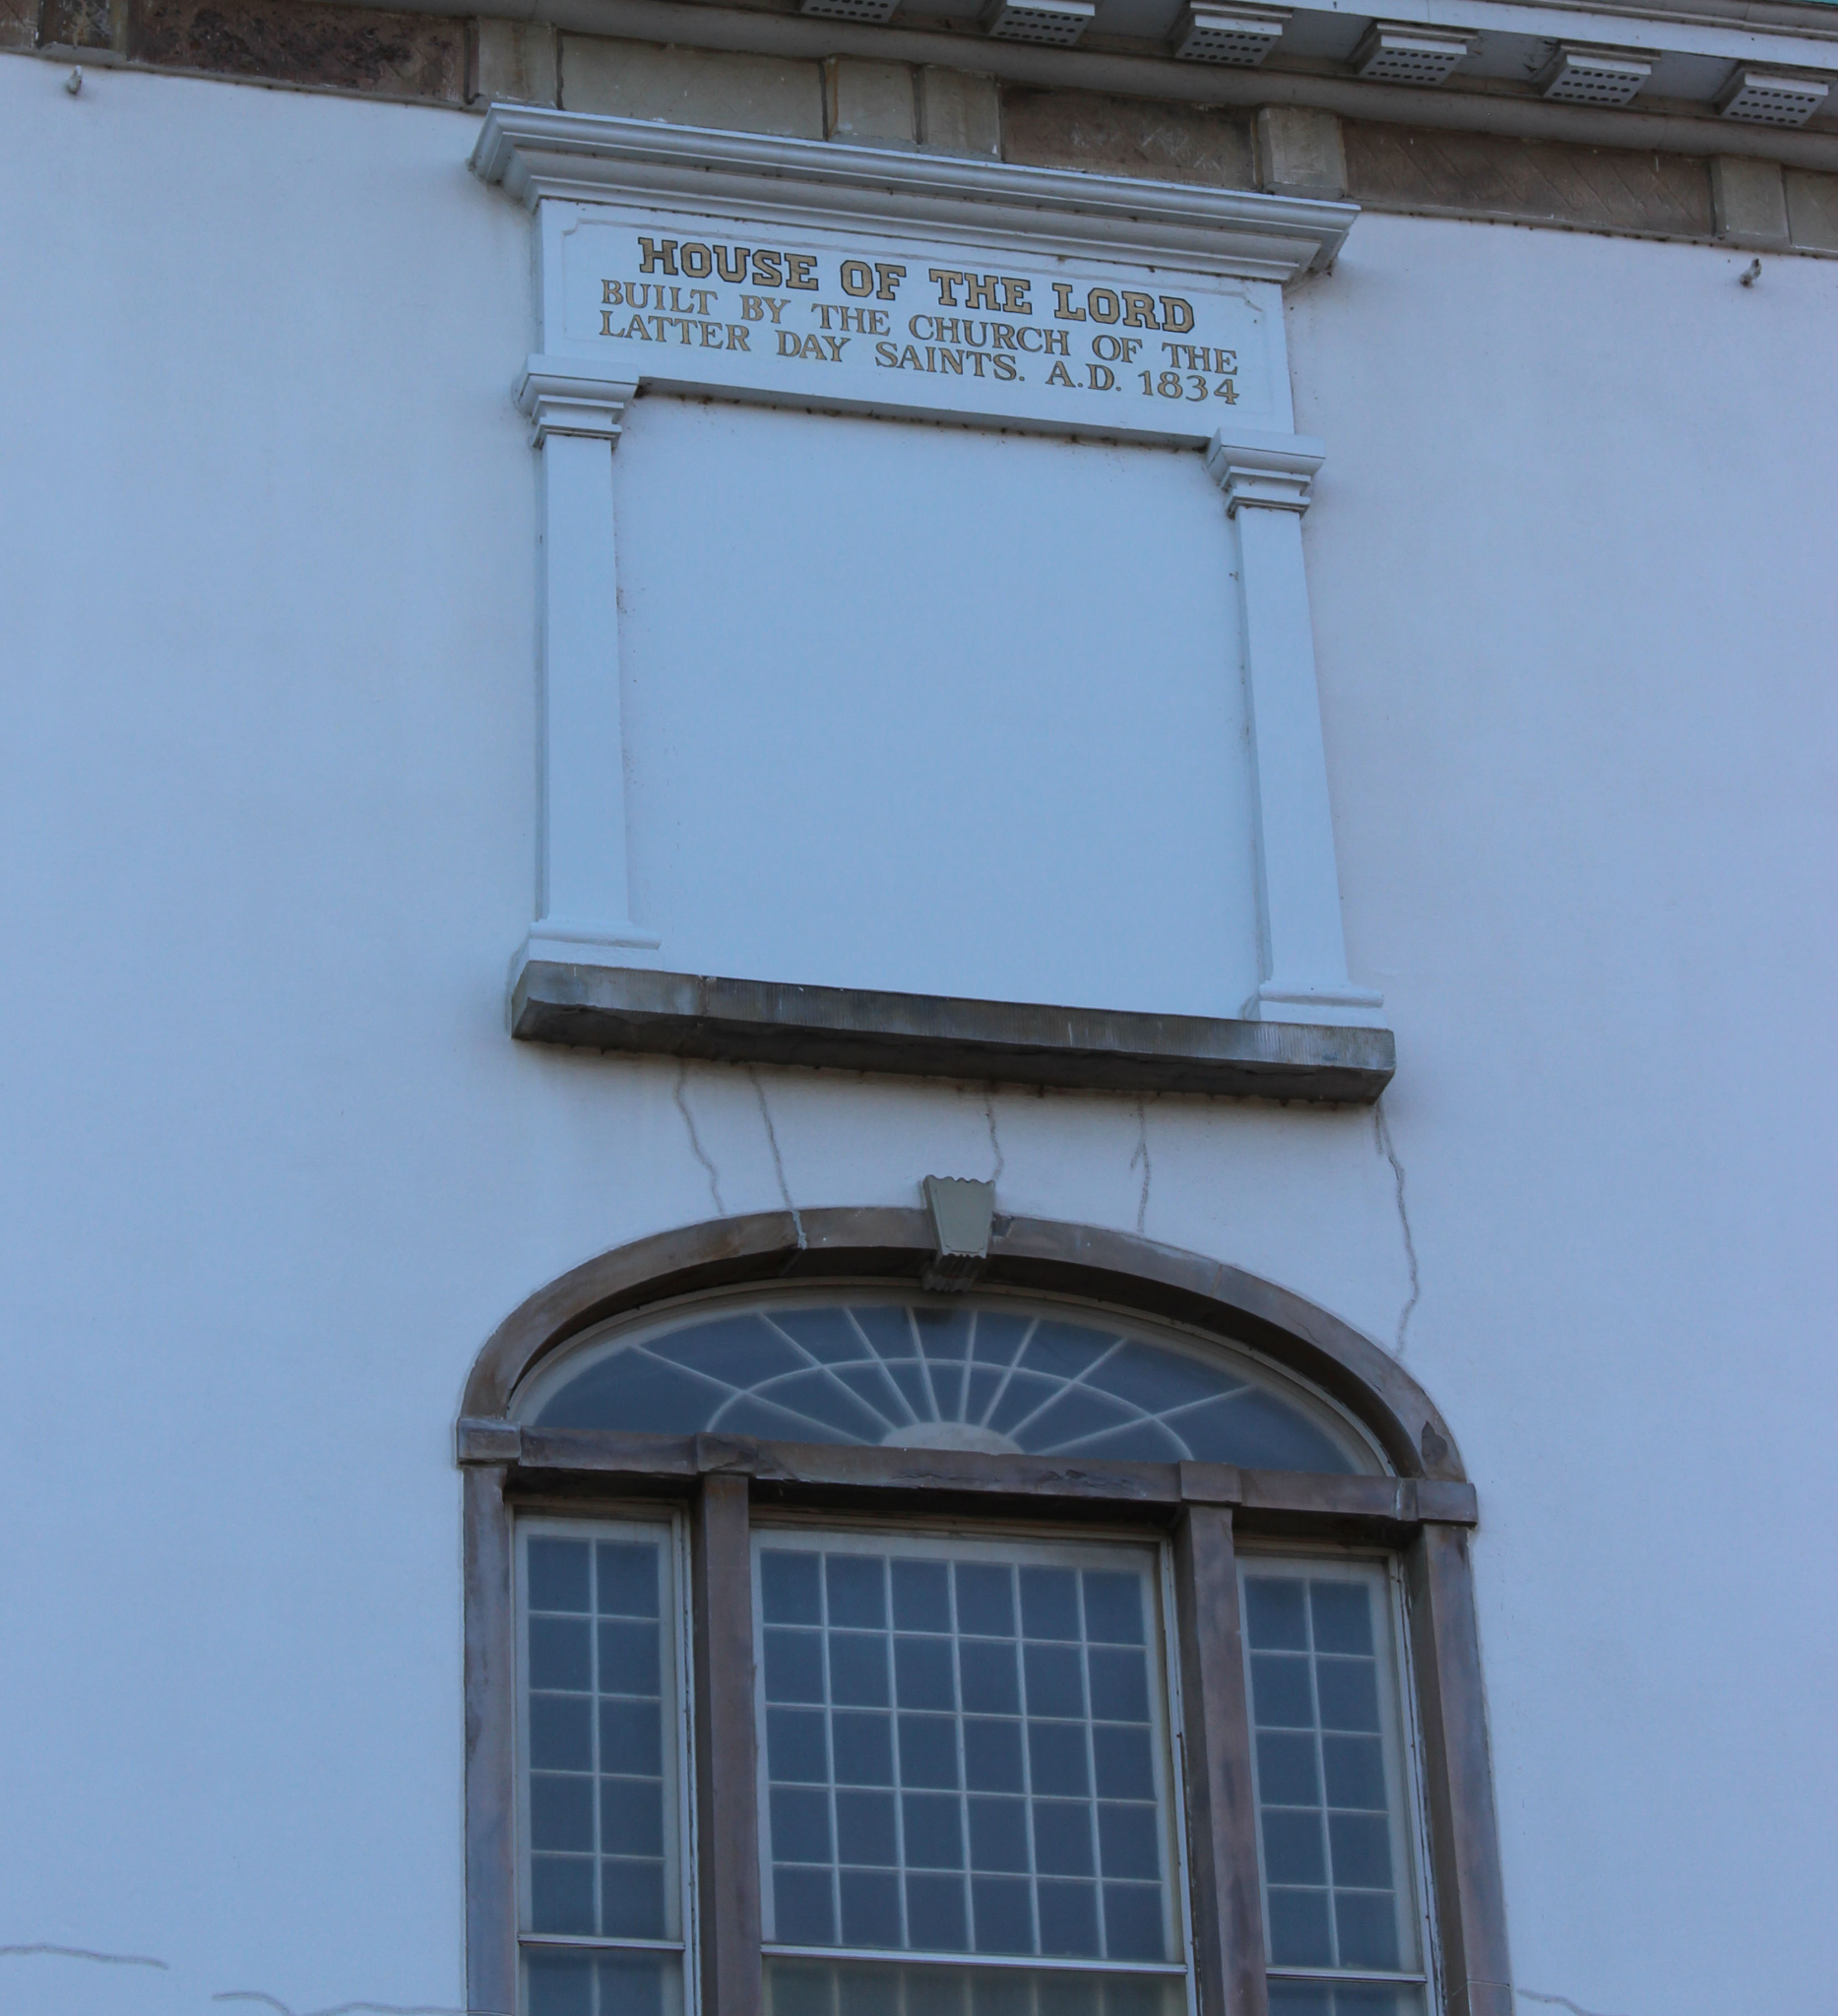 HOUSE OF THE LORD
BUILT BY THE CHURCH OF THE
LATTER DAY SAINTS. A.D. 1834